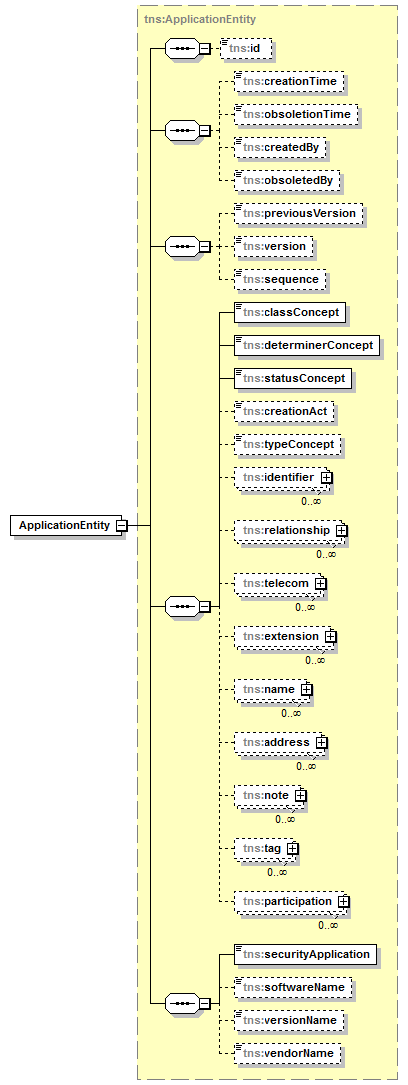 tns:ApplicationEntity
tns:id
tns:creationTime
tns:obsoletionTime
tns:createdBy
tns:obsoletedBy
tns:previousVersion
tns:version
tns:sequence
tns:classConcept
tns:determinerConcept
tns:statusConcept
tns:creationAct
tns:typeConcept
tns:identifier
0..∞
ApplicationEntity
tns:relationship
0..∞
tns:telecom
0..∞
tns:extension
0..∞
tns:name
0..∞
tns:address
0..∞
tns:note
0..∞
tns:tag
0..∞
tns:participation
0..∞
tns:securityApplication
tns:softwareName
tns:versionName
tns:vendorName